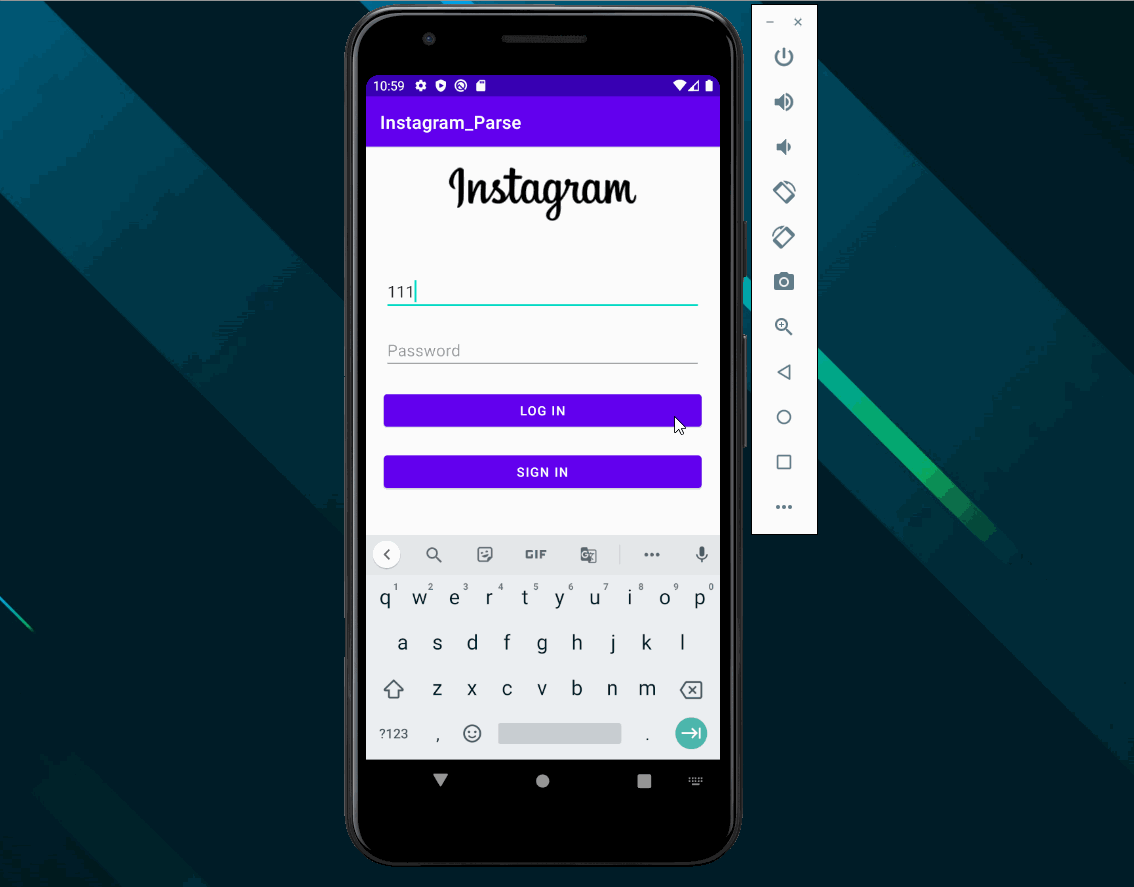 10:59
Instagram_Parse
Instagram
111
Password
LOG IN
SIGN IN
GIF
q1 w2 e3 r4 t5 y6 u7 i8 o9 p0
a s d f g h j k l
z x c v b n m
?123 , .